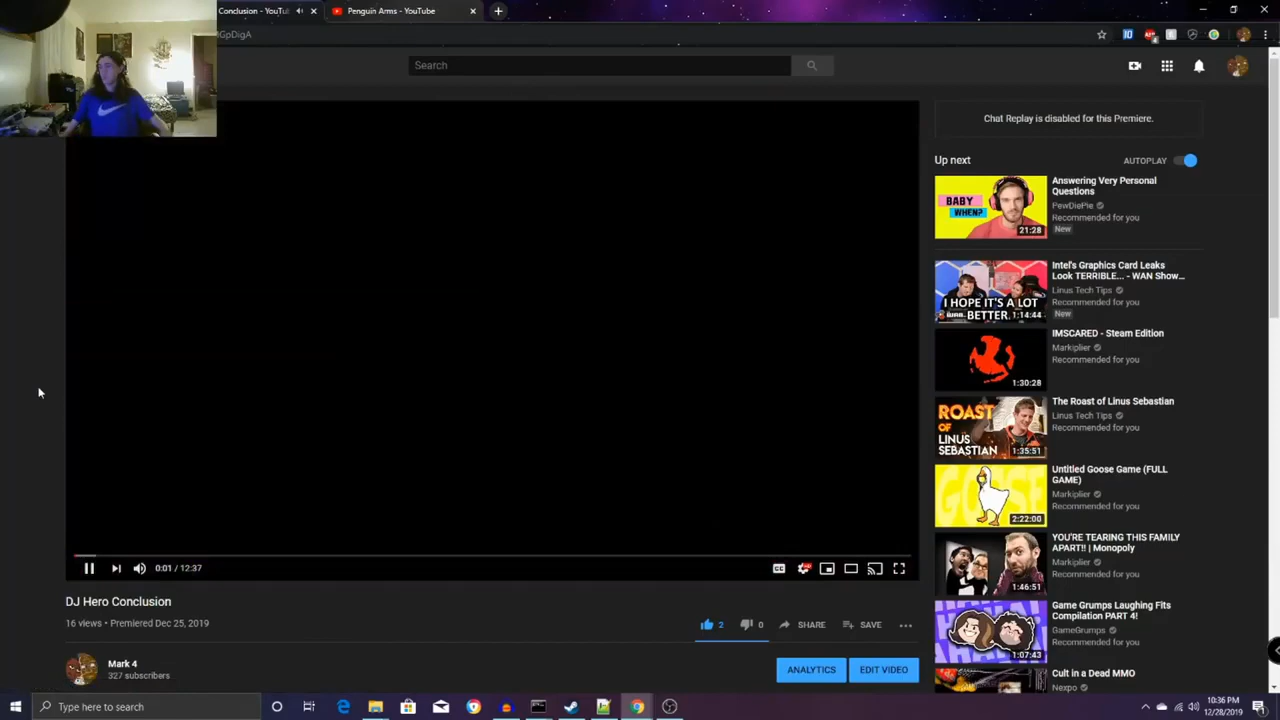 Conclusion - YouTu
Penguin Arms - YouTube
GpDigA
Search
Chat Replay is disabled for this Premiere.
Up next
AUTOPLAY
BABY
WHEN?
21:28
Answering Very Personal
Questions
PewDiePie
Recommended for you
New
I HOPE IT'S A LOT
BETTER.
1:14:44
Intel's Graphics Card Leaks
Look TERRIBLE... - WAN Show...
Linus Tech Tips
Recommended for you
New
1:30:28
IMSCARED - Steam Edition
Markiplier
Recommended for you
ROAST
OF
LINUS
SEBASTIAN
1:35:51
The Roast of Linus Sebastian
Linus Tech Tips
Recommended for you
GOOSE
2:22:00
Untitled Goose Game (FULL
GAME)
Markiplier
Recommended for you
1:46:51
YOU'RE TEARING THIS FAMILY
APART!! | Monopoly
Markiplier
Recommended for you
1:07:43
Game Grumps Laughing Fits
Compilation PART 4!
GameGrumps
Recommended for you
Cult in a Dead MMO
Nexpo
0:01 / 12:37
CC
DJ Hero Conclusion
16 views • Premiered Dec 25, 2019
2
0
SHARE
SAVE
Mark 4
327 subscribers
ANALYTICS
EDIT VIDEO
Type here to search
10:36 PM
12/28/2019